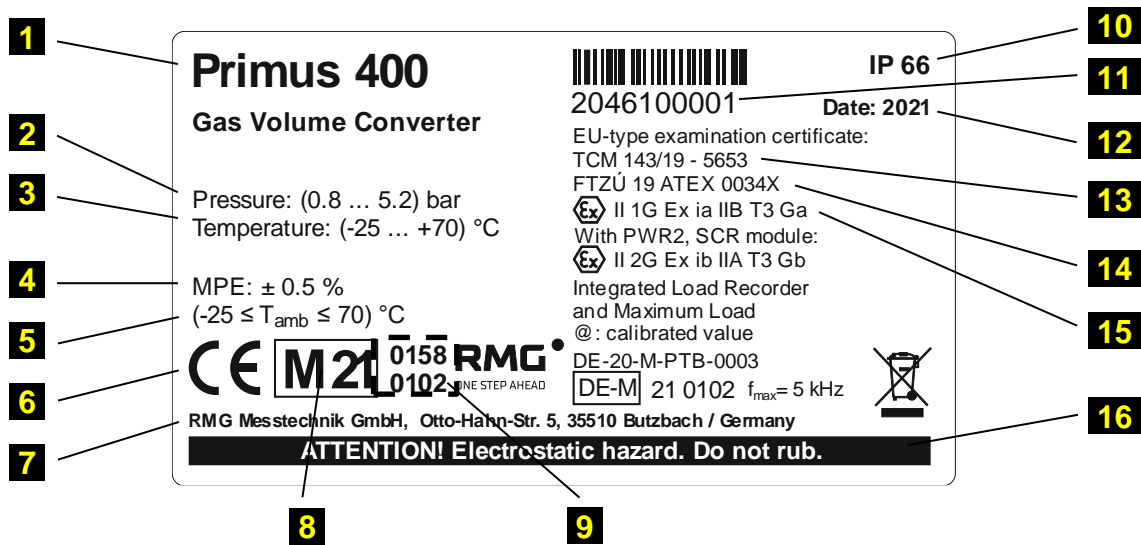 1
2
3
4
5
6
7
8
9
10
11
12
13
14
15
16
Primus 400
Gas Volume Converter
Pressure: (0.8 ... 5.2) bar
Temperature: (-25 ... +70) °C
MPE: ± 0.5 %
(-25 ≤ Tamb ≤ 70) °C
CE M21 0158 0102 RMG
ONE STEP AHEAD
2046100001
IP 66
Date: 2021
EU-type examination certificate:
TCM 143/19 - 5653
FTZÚ 19 ATEX 0034X
Ex II 1G Ex ia IIB T3 Ga
With PWR2, SCR module:
Ex II 2G Ex ib IIA T3 Gb
Integrated Load Recorder
and Maximum Load
@: calibrated value
DE-20-M-PTB-0003
DE-M 21 0102 fmax= 5 kHz
RMG Messtechnik GmbH, Otto-Hahn-Str. 5, 35510 Butzbach / Germany
ATTENTION! Electrostatic hazard. Do not rub.